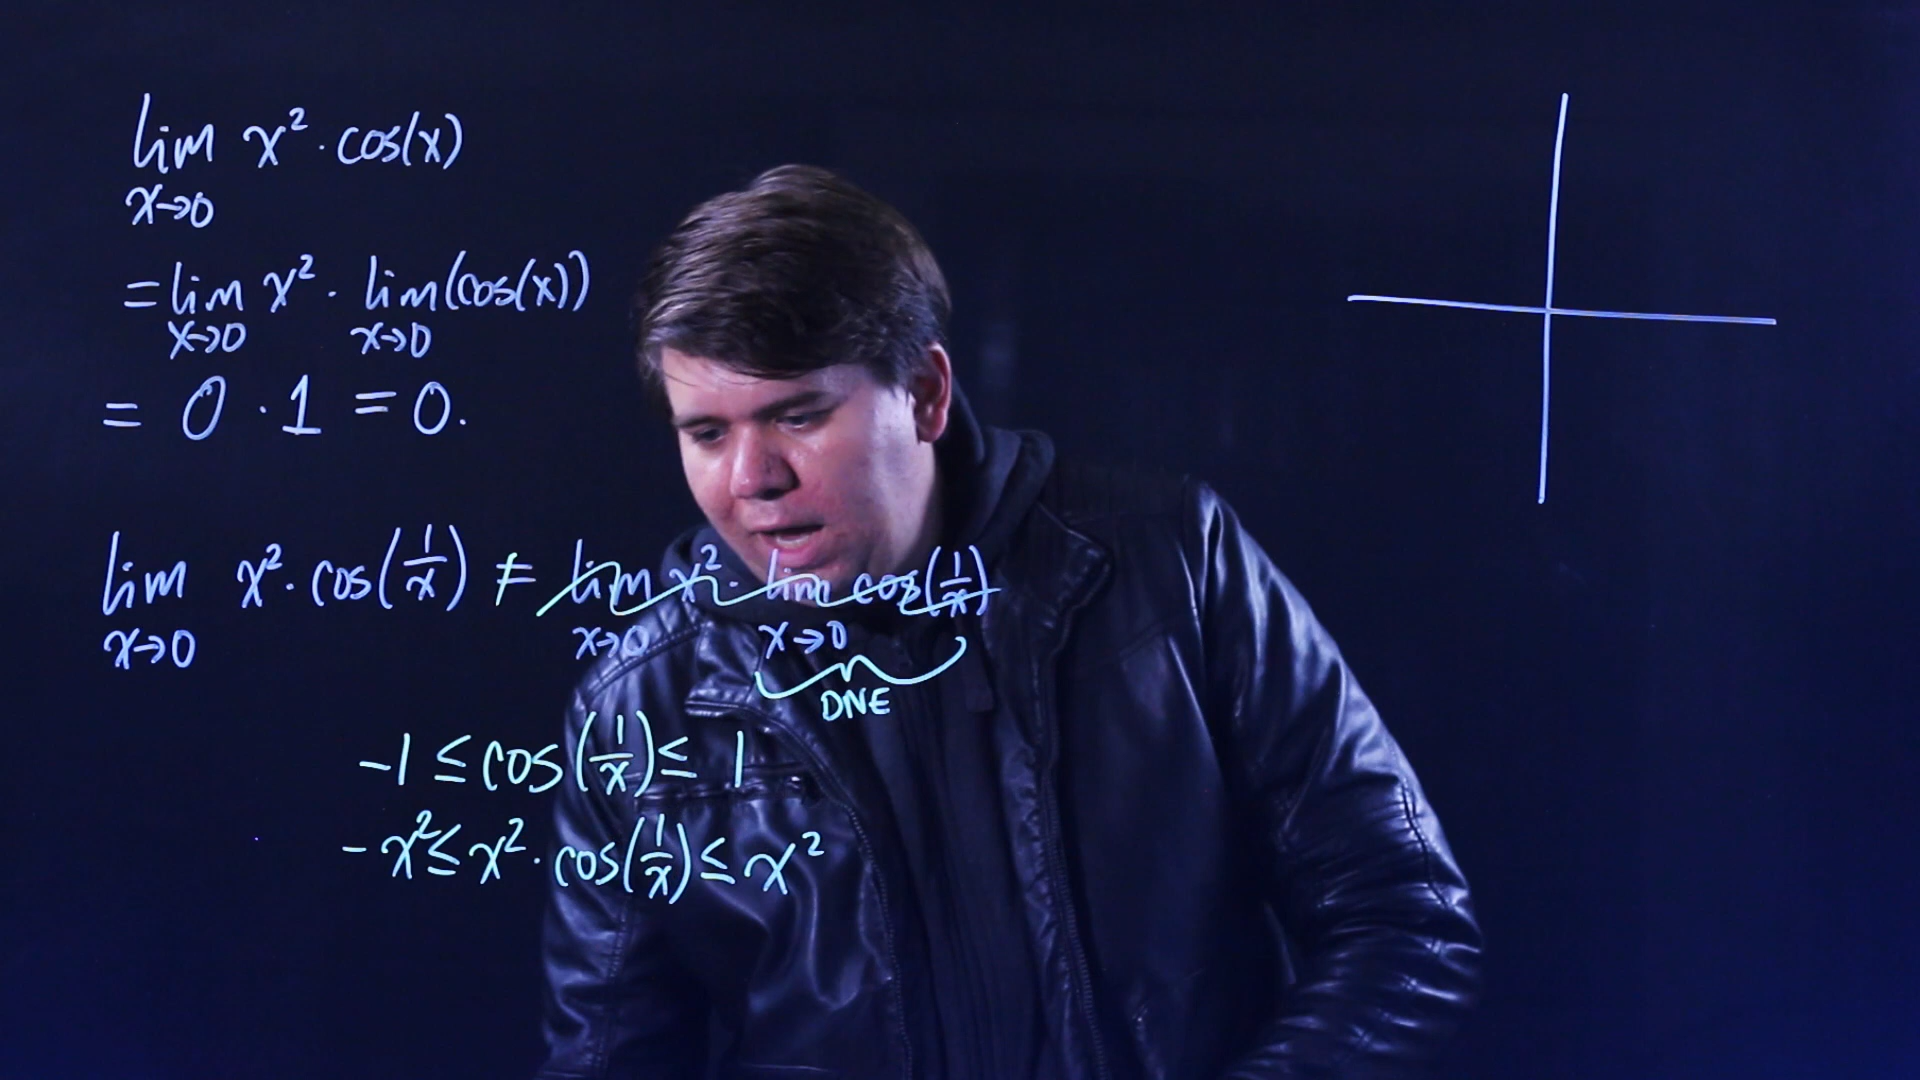 lim x² · cos(x)
x→0
= lim x² · lim (cos(x))
x→0 x→0
= 0 · 1 = 0.
lim x² · cos(1/x) ≠ lim x² · lim cos(1/x)
x→0 x→0 x→0
DNE
-1 ≤ cos(1/x) ≤ 1
-x² ≤ x² · cos(1/x) ≤ x²